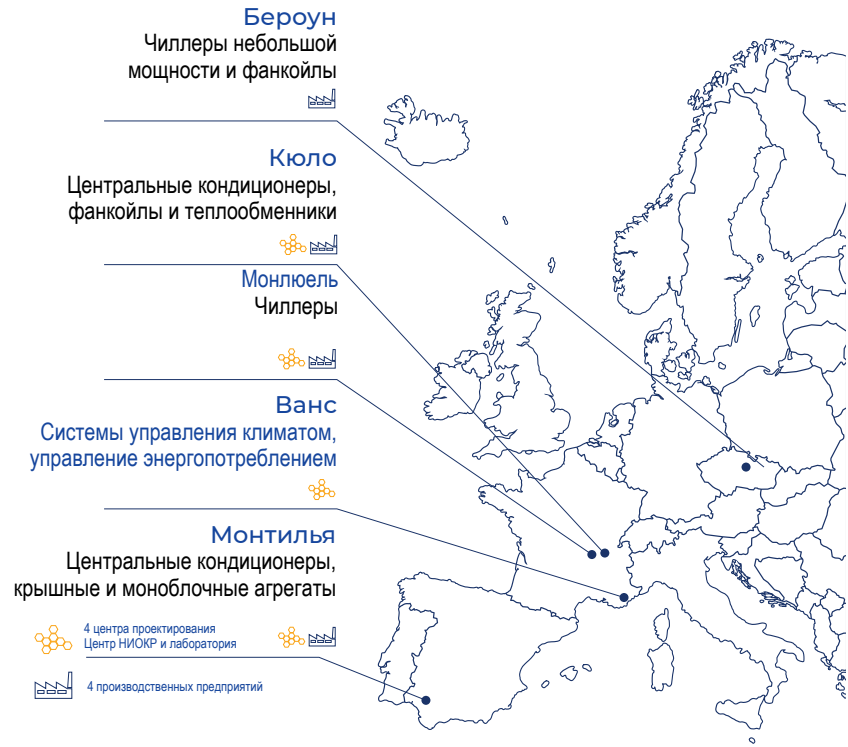 Бероун
Чиллеры небольшой
мощности и фанкойлы
Кюло
Центральные кондиционеры,
фанкойлы и теплообменники
Монлюель
Чиллеры
Ванс
Системы управления климатом,
управление энергопотреблением
Монтилья
Центральные кондиционеры,
крышные и моноблочные агрегаты
4 центра проектирования
Центр НИОКР и лаборатория
4 производственных предприятий